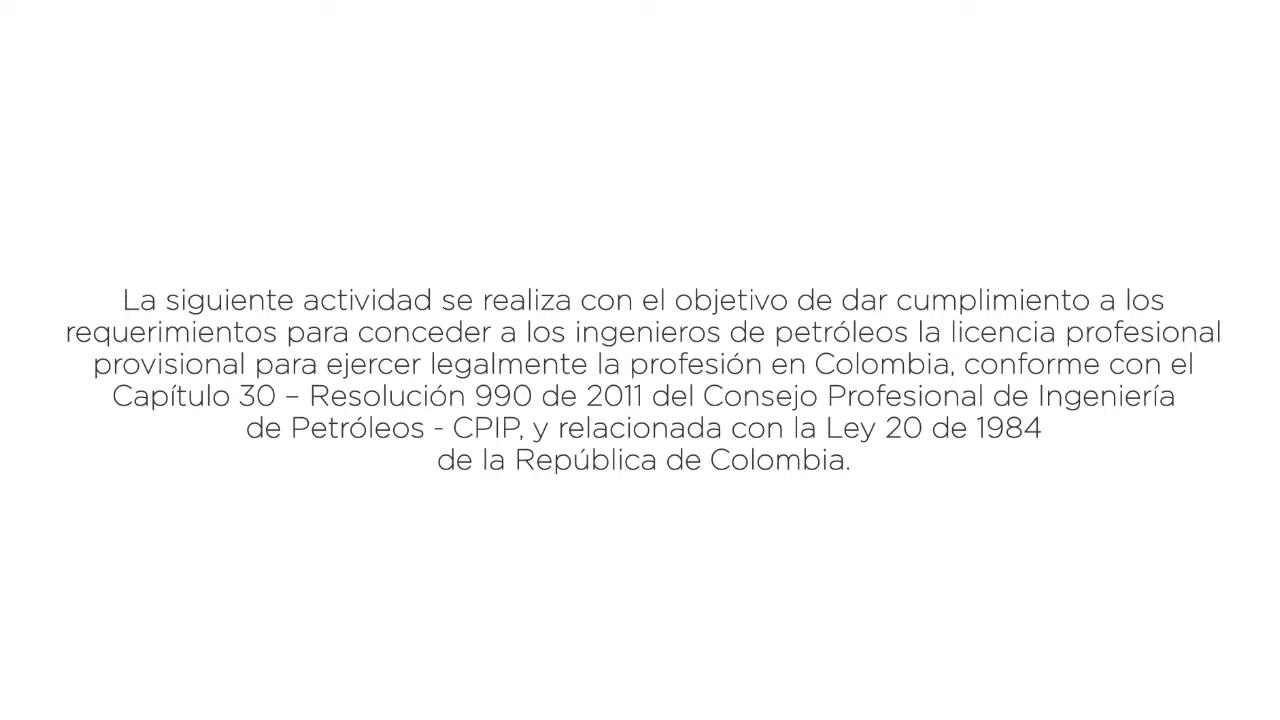 La siguiente actividad se realiza con el objetivo de dar cumplimiento a los
requerimientos para conceder a los ingenieros de petróleos la licencia profesional
provisional para ejercer legalmente la profesión en Colombia, conforme con el
Capítulo 30 – Resolución 990 de 2011 del Consejo Profesional de Ingeniería
de Petróleos - CPIP, y relacionada con la Ley 20 de 1984
de la República de Colombia.